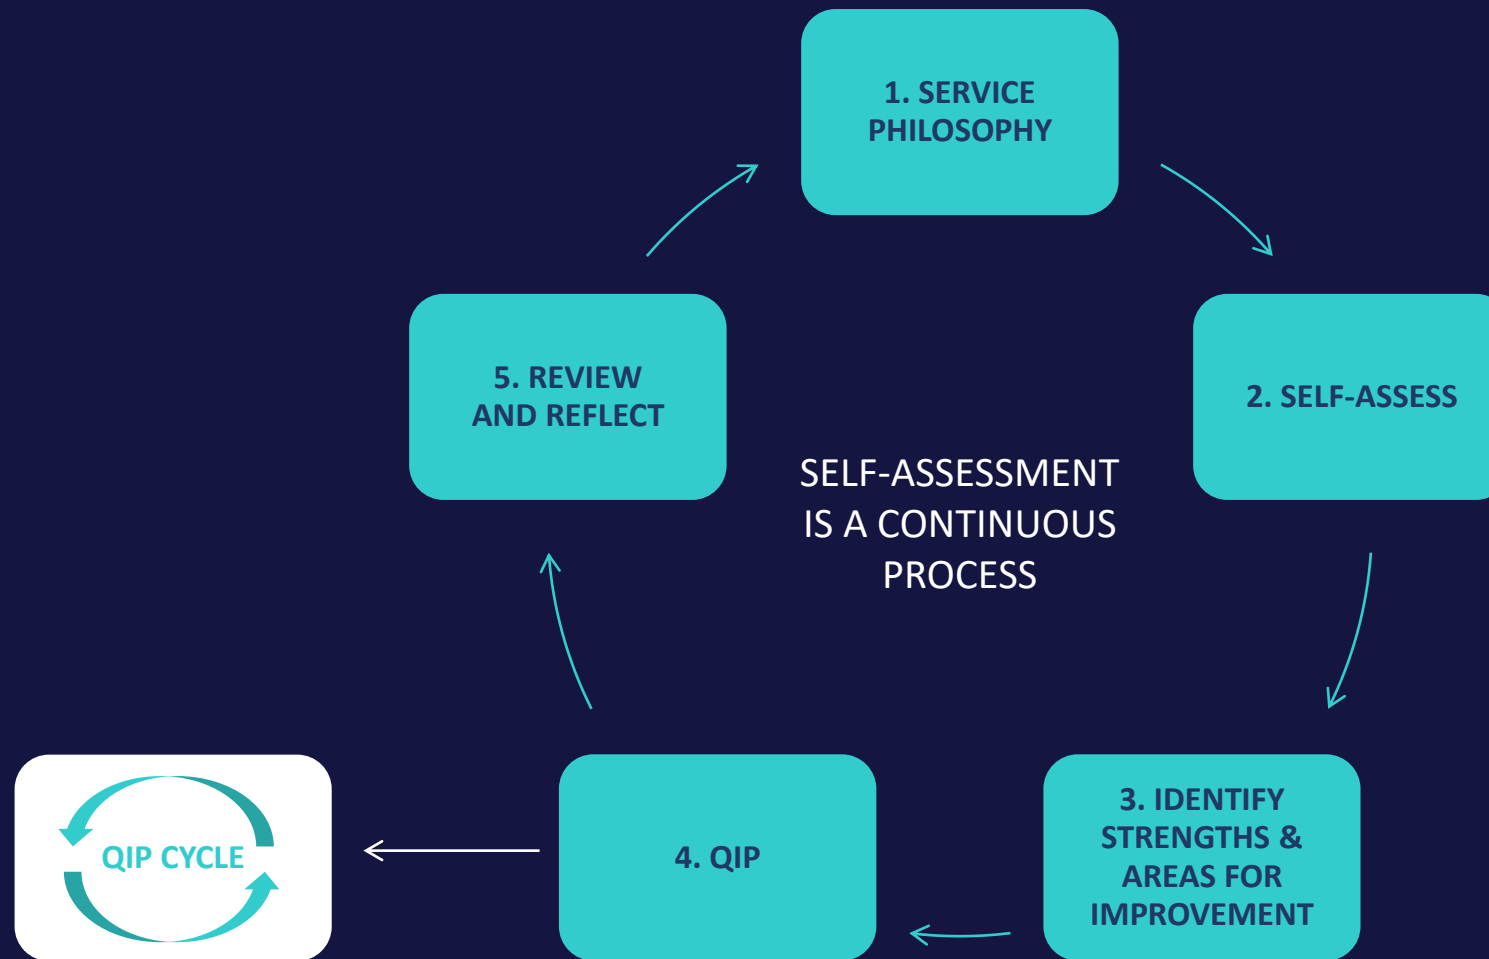 1. SERVICE
PHILOSOPHY
2. SELF-ASSESS
3. IDENTIFY
STRENGTHS &
AREAS FOR
IMPROVEMENT
4. QIP
QIP CYCLE
5. REVIEW
AND REFLECT
SELF-ASSESSMENT
IS A CONTINUOUS
PROCESS